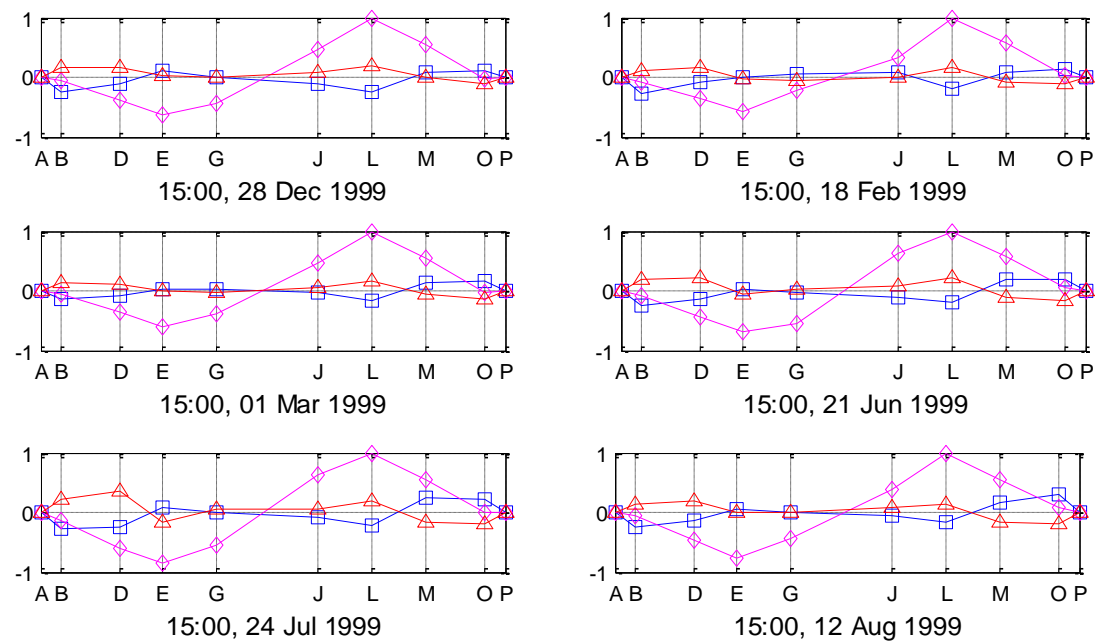 1
0
-1
A B D E G J L M O P
15:00, 28 Dec 1999
1
0
-1
A B D E G J L M O P
15:00, 18 Feb 1999
1
0
-1
A B D E G J L M O P
15:00, 01 Mar 1999
1
0
-1
A B D E G J L M O P
15:00, 21 Jun 1999
1
0
-1
A B D E G J L M O P
15:00, 24 Jul 1999
1
0
-1
A B D E G J L M O P
15:00, 12 Aug 1999